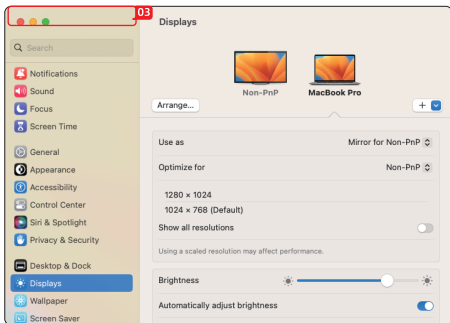 03
Displays
Search
Notifications
Sound
Focus
Screen Time
General
Appearance
Accessibility
Control Center
Siri & Spotlight
Privacy & Security
Desktop & Dock
Displays
Wallpaper
Screen Saver
Non-PnP
MacBook Pro
Arrange...
+
Use as
Mirror for Non-PnP
Optimize for
Non-PnP
1280 × 1024
1024 × 768 (Default)
Show all resolutions
Using a scaled resolution may affect performance.
Brightness
Automatically adjust brightness